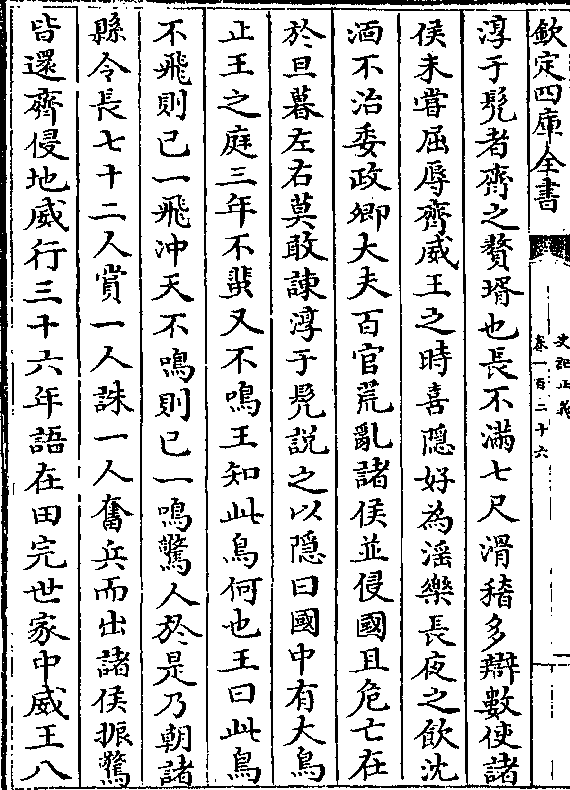 欽定四庫全書
史記正義
卷一百二十六
淳于髠者齊之贅壻也長不滿七尺滑稽多辯數使諸
侯未嘗屈辱齊威王之時喜隠好為淫樂長夜之飲沈
湎不治委政卿大夫百官荒亂諸侯並侵國且危亡在
於旦暮左右莫敢諫淳于髠説之以隠曰國中有大鳥
止王之庭三年不蜚又不鳴王知此鳥何也王曰此鳥
不飛則已一飛沖天不鳴則已一鳴驚人於是乃朝諸
縣令長七十二人賞一人誅一人奮兵而出諸侯振驚
皆還齊侵地威行三十六年語在田完世家中威王八